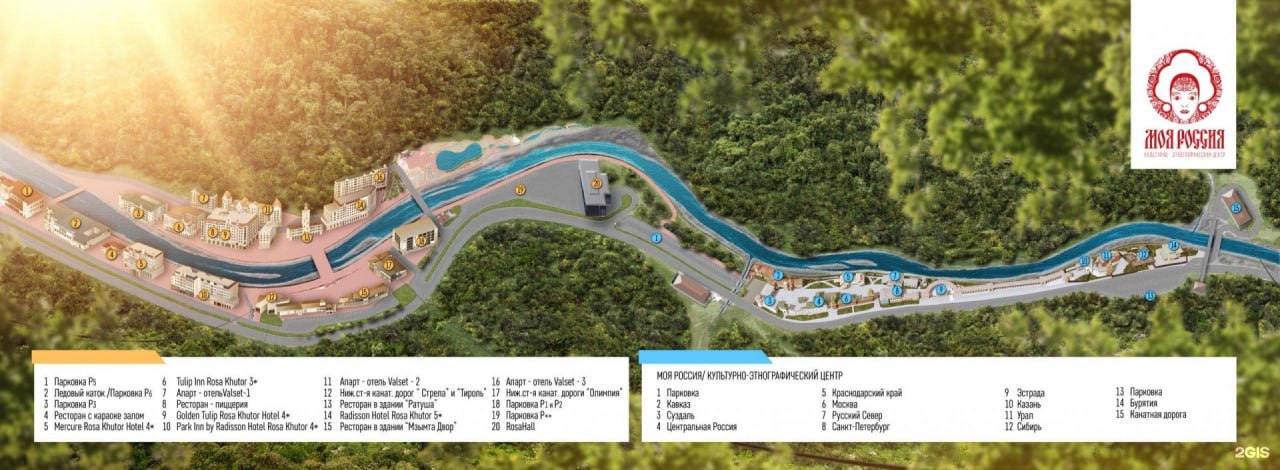 МОЯ РОССИЯ
КУЛЬТУРНО - ЭТНОГРАФИЧЕСКИЙ ЦЕНТР
1 Парковка P5
2 Ледовый каток /Парковка P6
3 Парковка P3
4 Ресторан с караоке залом
5 Mercure Rosa Khutor Hotel 4*
6 Tulip Inn Rosa Khutor 3*
7 Апарт - отельValset-1
8 Ресторан - пиццерия
9 Golden Tulip Rosa Khutor Hotel 4*
10 Park Inn by Radisson Hotel Rosa Khutor 4*
11 Апарт - отель Valset - 2
12 Ниж.ст-я канат. дорог "Стрела" и "Тироль"
13 Ресторан в здании "Ратуша"
14 Radisson Hotel Rosa Khutor 5*
15 Ресторан в здании "Мзымта Двор"
16 Апарт - отель Valset - 3
17 Ниж.ст-я канат. дороги "Олимпия"
18 Парковка P1 и P2
19 Парковка P**
20 RosaHall
МОЯ РОССИЯ/ КУЛЬТУРНО-ЭТНОГРАФИЧЕСКИЙ ЦЕНТР
1 Парковка
2 Кавказ
3 Суздаль
4 Центральная Россия
5 Краснодарский край
6 Москва
7 Русский Север
8 Санкт-Петербург
9 Эстрада
10 Казань
11 Урал
12 Сибирь
13 Парковка
14 Бурятия
15 Канатная дорога
2GIS